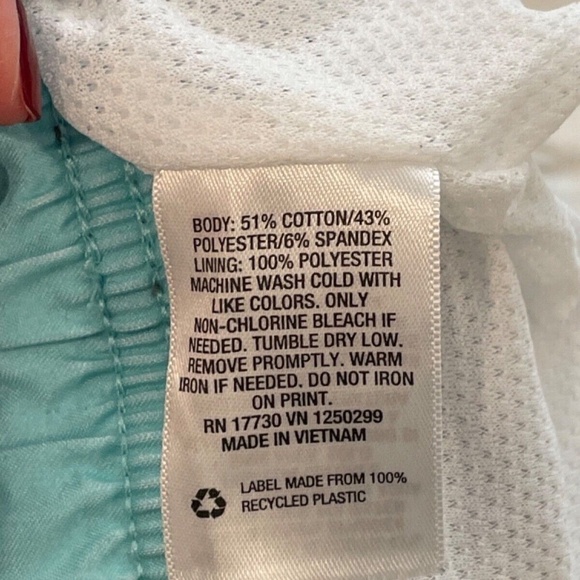 BODY: 51% COTTON/43%
POLYESTER/6% SPANDEX
LINING: 100% POLYESTER
MACHINE WASH COLD WITH
LIKE COLORS. ONLY
NON-CHLORINE BLEACH IF
NEEDED. TUMBLE DRY LOW.
REMOVE PROMPTLY. WARM
IRON IF NEEDED. DO NOT IRON
ON PRINT.
RN 17730 VN 1250299
MADE IN VIETNAM
LABEL MADE FROM 100%
RECYCLED PLASTIC